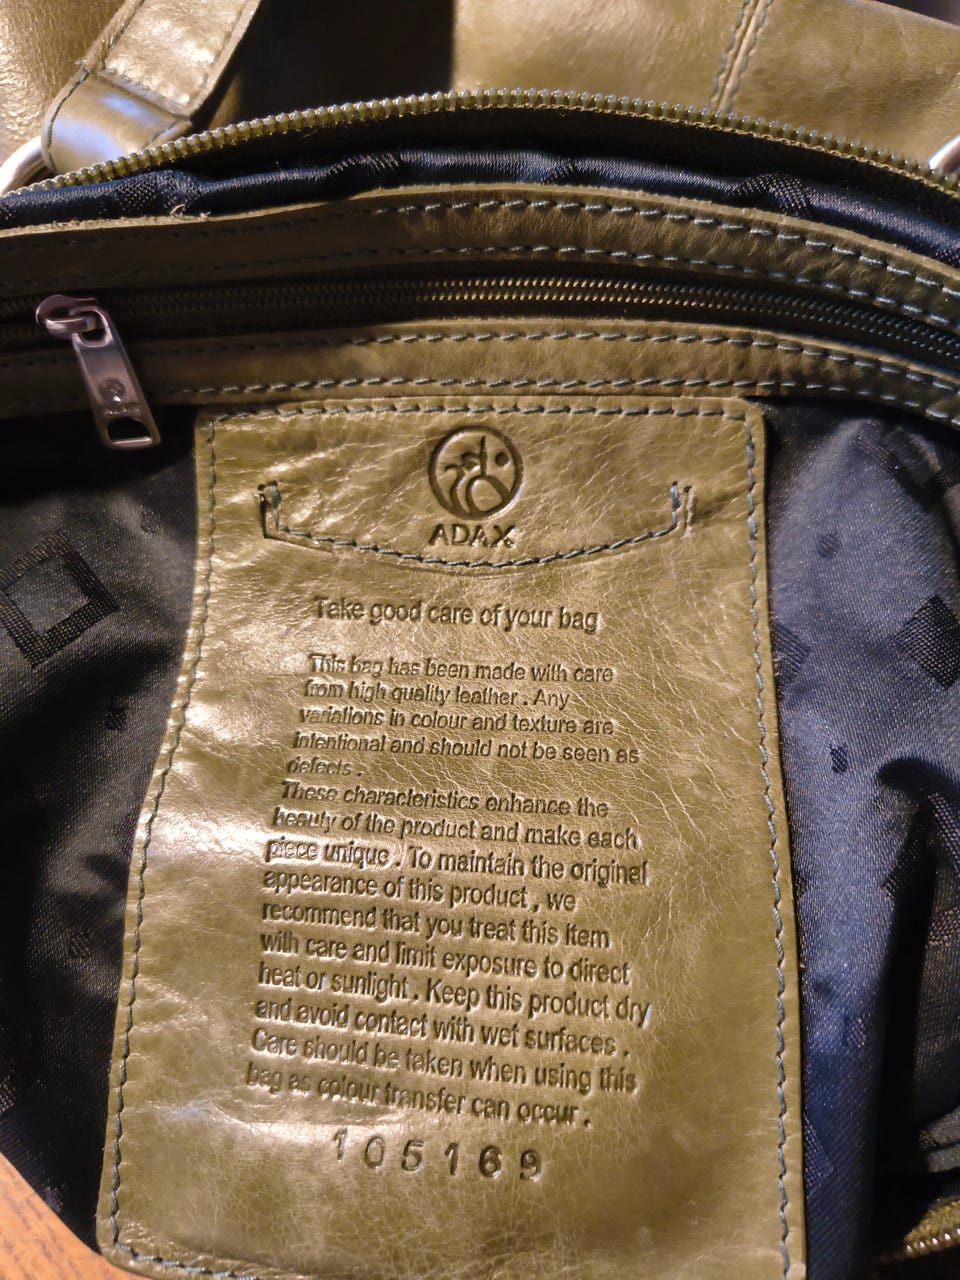 ADAX
Take good care of your bag
This bag has been made with care
from high quality leather . Any
variations in colour and texture are
intentional and should not be seen as
defects .
These characteristics enhance the
beauty of the product and make each
piece unique . To maintain the original
appearance of this product , we
recommend that you treat this item
with care and limit exposure to direct
heat or sunlight . Keep this product dry
and avoid contact with wet surfaces .
Care should be taken when using this
bag as colour transfer can occur .
105169